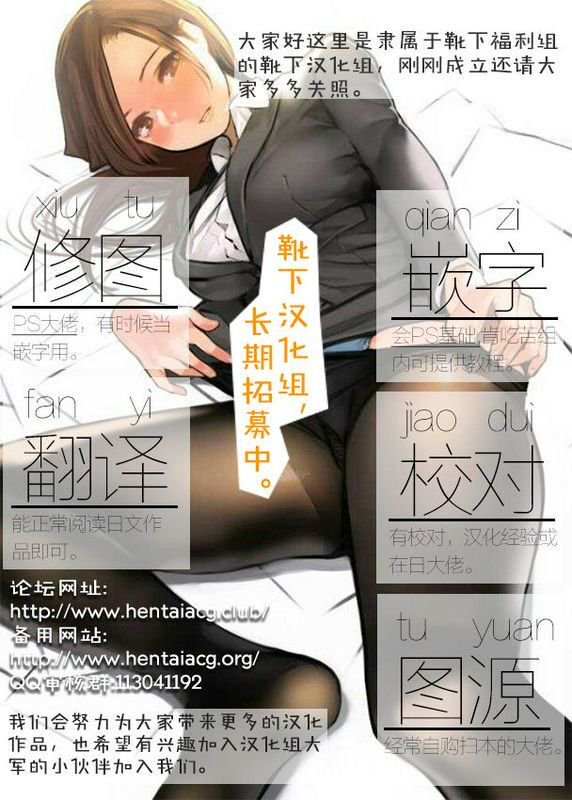 大家好这里是隶属于靴下福利组
的靴下汉化组，刚刚成立还请大
家多多关照。
xiu tu
修图
PS大佬，有时候当
嵌字用。
qian zi
嵌字
会PS基础,肯吃苦组
内可提供教程。
靴下汉化组，
长期招募中。
fan yi
翻译
能正常阅读日文作
品即可。
jiao dui
校对
有校对，汉化经验或
在日大佬。
论坛网址：
http://www.hentaiacg.club/
备用网站：
http://www.hentaiacg.org/
QQ审核群:113041192
tu yuan
图源
经常自购扫本的大佬。
我们会努力为大家带来更多的汉化
作品，也希望有兴趣加入汉化组大
军的小伙伴加入我们。